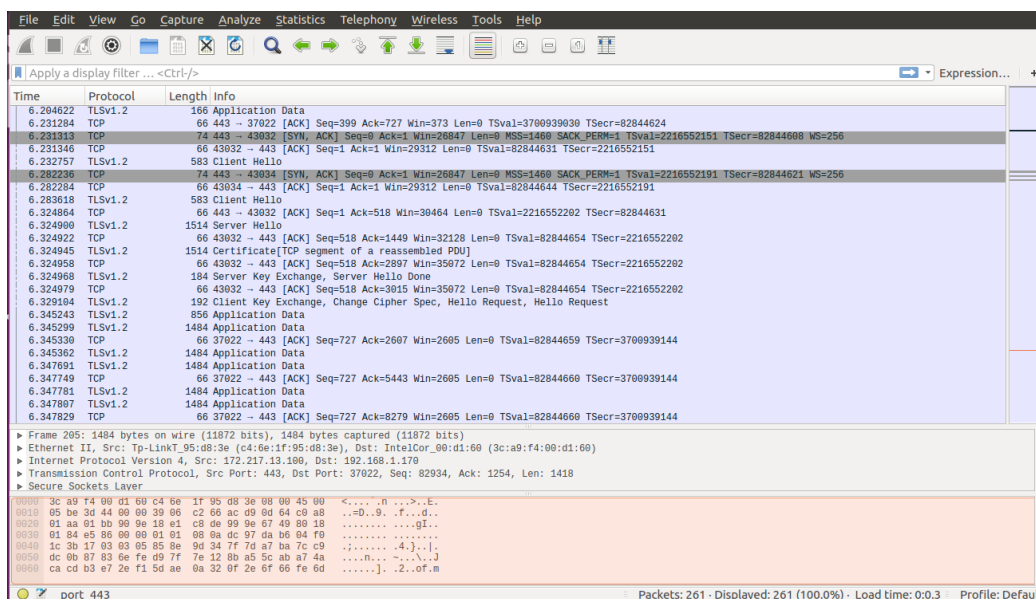 File Edit View Go Capture Analyze Statistics Telephony Wireless Tools Help
Apply a display filter ... <Ctrl-/> Expression... +
Time Protocol Length Info
6.204622 TLSv1.2 166 Application Data
6.231284 TCP 66 443 → 37022 [ACK] Seq=399 Ack=727 Win=373 Len=0 TSval=3700939030 TSecr=82844624
6.231313 TCP 74 443 → 43032 [SYN, ACK] Seq=0 Ack=1 Win=26847 Len=0 MSS=1460 SACK_PERM=1 TSval=2216552151 TSecr=82844608 WS=256
6.231346 TCP 66 43032 → 443 [ACK] Seq=1 Ack=1 Win=29312 Len=0 TSval=82844631 TSecr=2216552151
6.232757 TLSv1.2 583 Client Hello
6.282236 TCP 74 443 → 43034 [SYN, ACK] Seq=0 Ack=1 Win=26847 Len=0 MSS=1460 SACK_PERM=1 TSval=2216552191 TSecr=82844621 WS=256
6.282284 TCP 66 43034 → 443 [ACK] Seq=1 Ack=1 Win=29312 Len=0 TSval=82844644 TSecr=2216552191
6.283618 TLSv1.2 583 Client Hello
6.324864 TCP 66 443 → 43032 [ACK] Seq=1 Ack=518 Win=30464 Len=0 TSval=2216552202 TSecr=82844631
6.324900 TLSv1.2 1514 Server Hello
6.324922 TCP 66 43032 → 443 [ACK] Seq=518 Ack=1449 Win=32128 Len=0 TSval=82844654 TSecr=2216552202
6.324945 TLSv1.2 1514 Certificate[TCP segment of a reassembled PDU]
6.324958 TCP 66 43032 → 443 [ACK] Seq=518 Ack=2897 Win=35072 Len=0 TSval=82844654 TSecr=2216552202
6.324968 TLSv1.2 184 Server Key Exchange, Server Hello Done
6.324979 TCP 66 43032 → 443 [ACK] Seq=518 Ack=3015 Win=35072 Len=0 TSval=82844654 TSecr=2216552202
6.329104 TLSv1.2 192 Client Key Exchange, Change Cipher Spec, Hello Request, Hello Request
6.345243 TLSv1.2 856 Application Data
6.345299 TLSv1.2 1484 Application Data
6.345330 TCP 66 37022 → 443 [ACK] Seq=727 Ack=2607 Win=2605 Len=0 TSval=82844659 TSecr=3700939144
6.345362 TLSv1.2 1484 Application Data
6.347691 TLSv1.2 1484 Application Data
6.347749 TCP 66 37022 → 443 [ACK] Seq=727 Ack=5443 Win=2605 Len=0 TSval=82844660 TSecr=3700939144
6.347781 TLSv1.2 1484 Application Data
6.347807 TLSv1.2 1484 Application Data
6.347829 TCP 66 37022 → 443 [ACK] Seq=727 Ack=8279 Win=2605 Len=0 TSval=82844660 TSecr=3700939144
Frame 205: 1484 bytes on wire (11872 bits), 1484 bytes captured (11872 bits)
Ethernet II, Src: Tp-LinkT_95:d8:3e (c4:6e:1f:95:d8:3e), Dst: IntelCor_00:d1:60 (3c:a9:f4:00:d1:60)
Internet Protocol Version 4, Src: 172.217.13.100, Dst: 192.168.1.170
Transmission Control Protocol, Src Port: 443, Dst Port: 37022, Seq: 82934, Ack: 1254, Len: 1418
Secure Sockets Layer
0000 3c a9 f4 00 d1 60 c4 6e 1f 95 d8 3e 08 00 45 00 <....`.n ...>..E.
0010 05 be 3d 44 00 00 39 06 c2 66 ac d9 0d 64 c0 a8 ..=D..9. .f...d..
0020 01 aa 01 bb 90 9e 18 e1 c8 de 99 9e 67 49 80 18 ........ ....gI..
0030 01 84 e5 86 00 00 01 01 08 0a dc 97 da b6 04 f0 ........ ........
0040 1c 3b 17 03 03 05 85 8e 9d 34 7f 7d a7 ba 7c c9 .;...... .4.}..|.
0050 dc 0b 87 83 6e fe d9 7f 7e 12 8b a5 5c ab a7 4a ....n... ~...\..J
0060 ca cd b3 e7 2e f1 5d ae 0a 32 0f 2e 6f 66 fe 6d ......]. .2..of.m
port 443 Packets: 261 · Displayed: 261 (100.0%) · Load time: 0:0.3 Profile: Defau